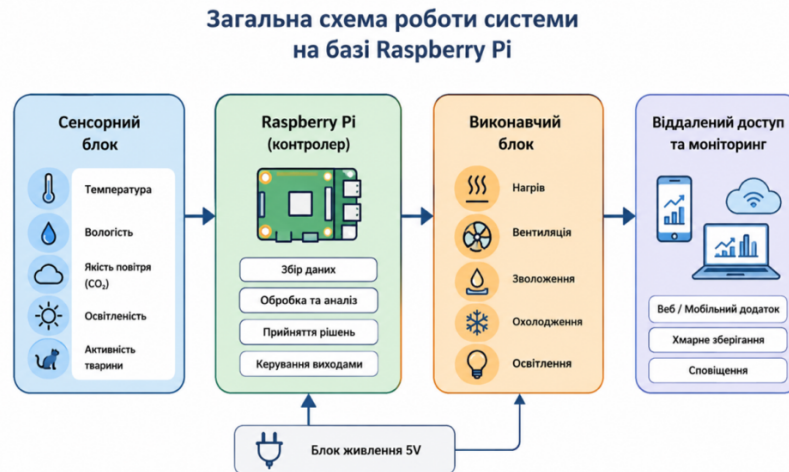 Загальна схема роботи системи
на базі Raspberry Pi
Сенсорний
блок
Температура
Вологість
Якість повітря
(CO₂)
Освітленість
Активність
тварини
Raspberry Pi
(контролер)
Збір даних
Обробка та аналіз
Прийняття рішень
Керування виходами
Виконавчий
блок
Нагрів
Вентиляція
Зволоження
Охолодження
Освітлення
Віддалений доступ
та моніторинг
Веб / Мобільний додаток
Хмарне зберігання
Сповіщення
Блок живлення 5V